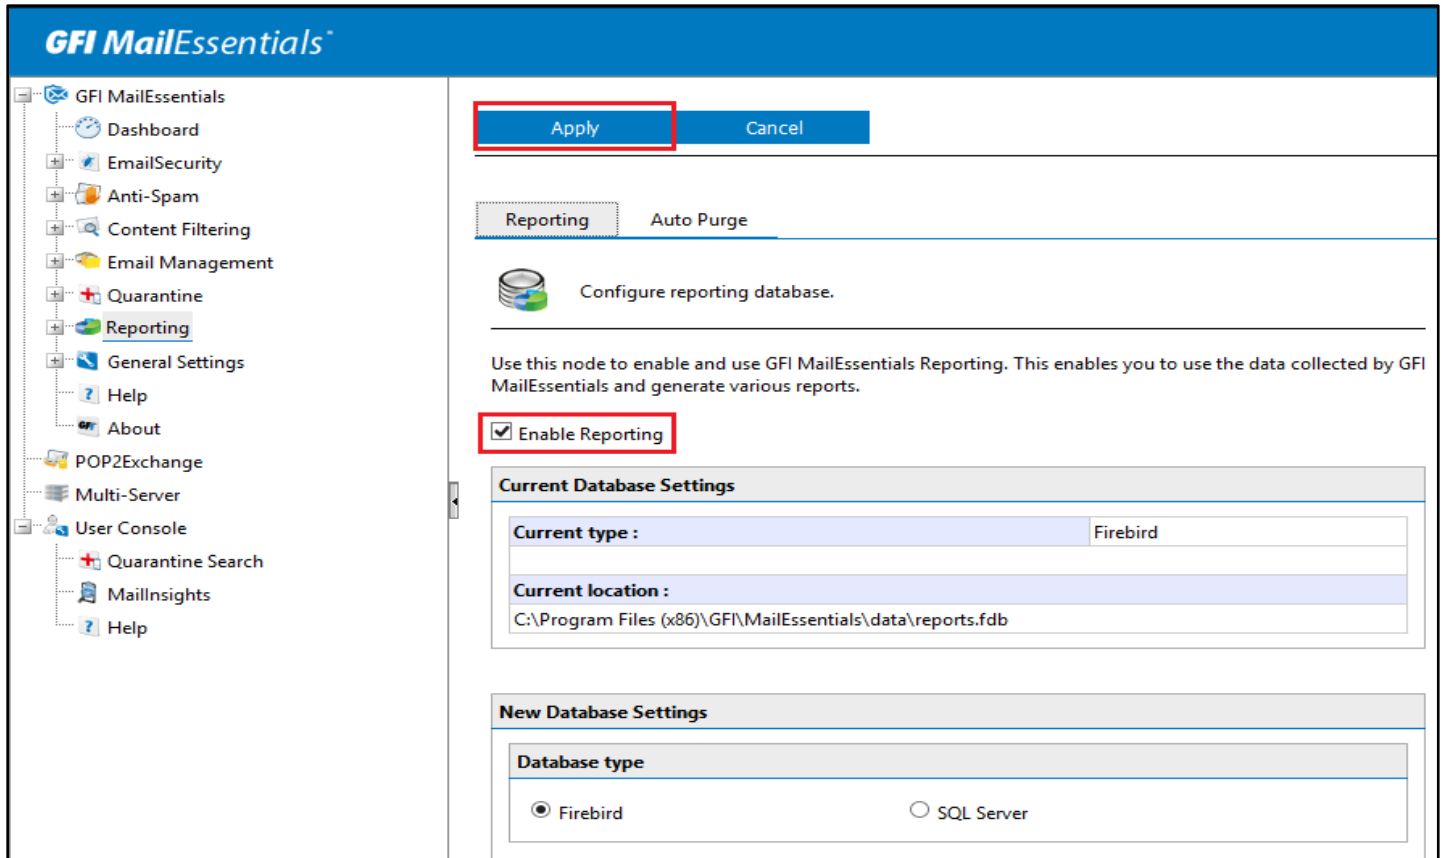 GFI MailEssentials
GFI MailEssentials
Dashboard
EmailSecurity
Anti-Spam
Content Filtering
Email Management
Quarantine
Reporting
General Settings
Help
About
POP2Exchange
Multi-Server
User Console
Quarantine Search
MailInsights
Help
Apply Cancel
Reporting Auto Purge
Configure reporting database.
Use this node to enable and use GFI MailEssentials Reporting. This enables you to use the data collected by GFI
MailEssentials and generate various reports.
Enable Reporting
Current Database Settings
Current type : Firebird
Current location :
C:\Program Files (x86)\GFI\MailEssentials\data\reports.fdb
New Database Settings
Database type
Firebird SQL Server